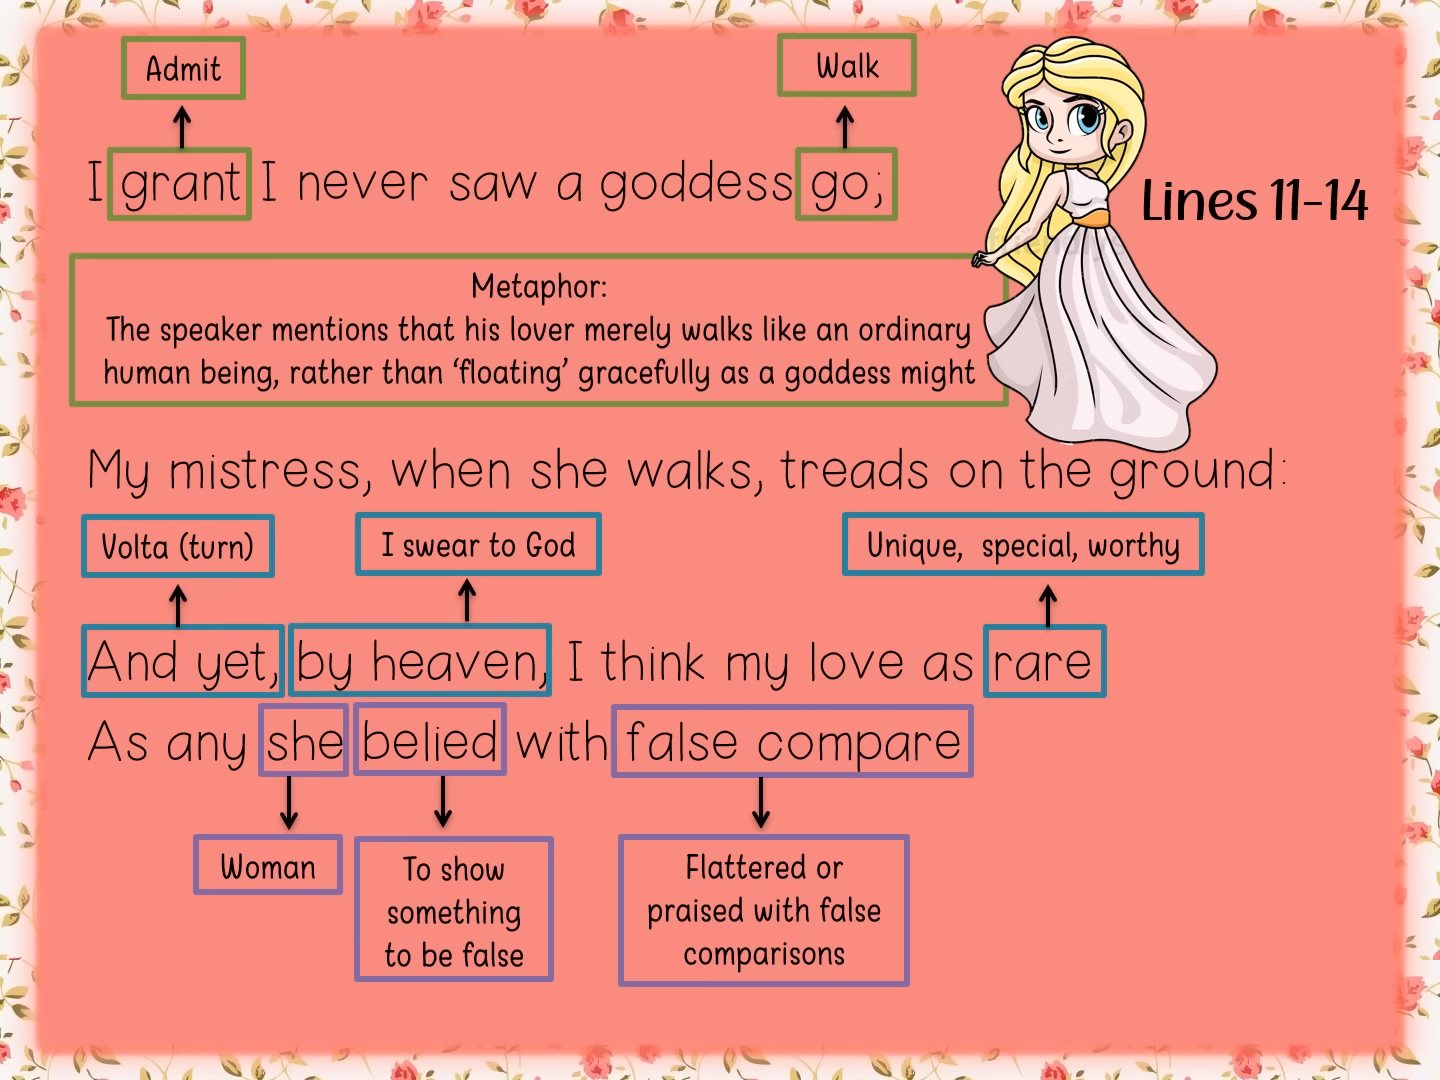 Admit
Walk
I grant I never saw a goddess go;
Lines 11-14
Metaphor:
The speaker mentions that his lover merely walks like an ordinary
human being, rather than ‘floating’ gracefully as a goddess might
My mistress, when she walks, treads on the ground:
Volta (turn)
I swear to God
Unique, special, worthy
And yet, by heaven, I think my love as rare
As any she belied with false compare
Woman
To show
something
to be false
Flattered or
praised with false
comparisons